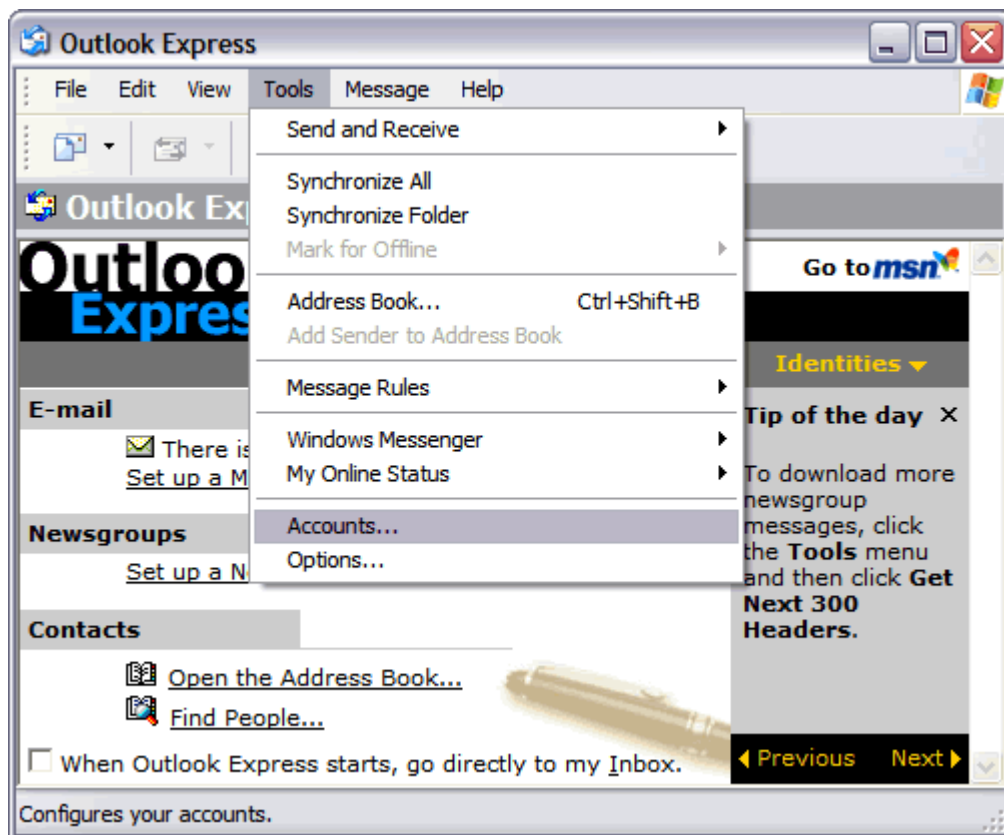 Outlook Express
File Edit View Tools Message Help
Send and Receive
Synchronize All
Synchronize Folder
Mark for Offline
Address Book... Ctrl+Shift+B
Add Sender to Address Book
Message Rules
Windows Messenger
My Online Status
Accounts...
Options...
Outlook Ex
Outloo
Expres
Go to msn
Identities
E-mail
There is
Set up a M
Newsgroups
Set up a N
Contacts
Open the Address Book...
Find People...
When Outlook Express starts, go directly to my Inbox.
Tip of the day
To download more
newsgroup
messages, click
the Tools menu
and then click Get
Next 300
Headers.
Previous Next
Configures your accounts.